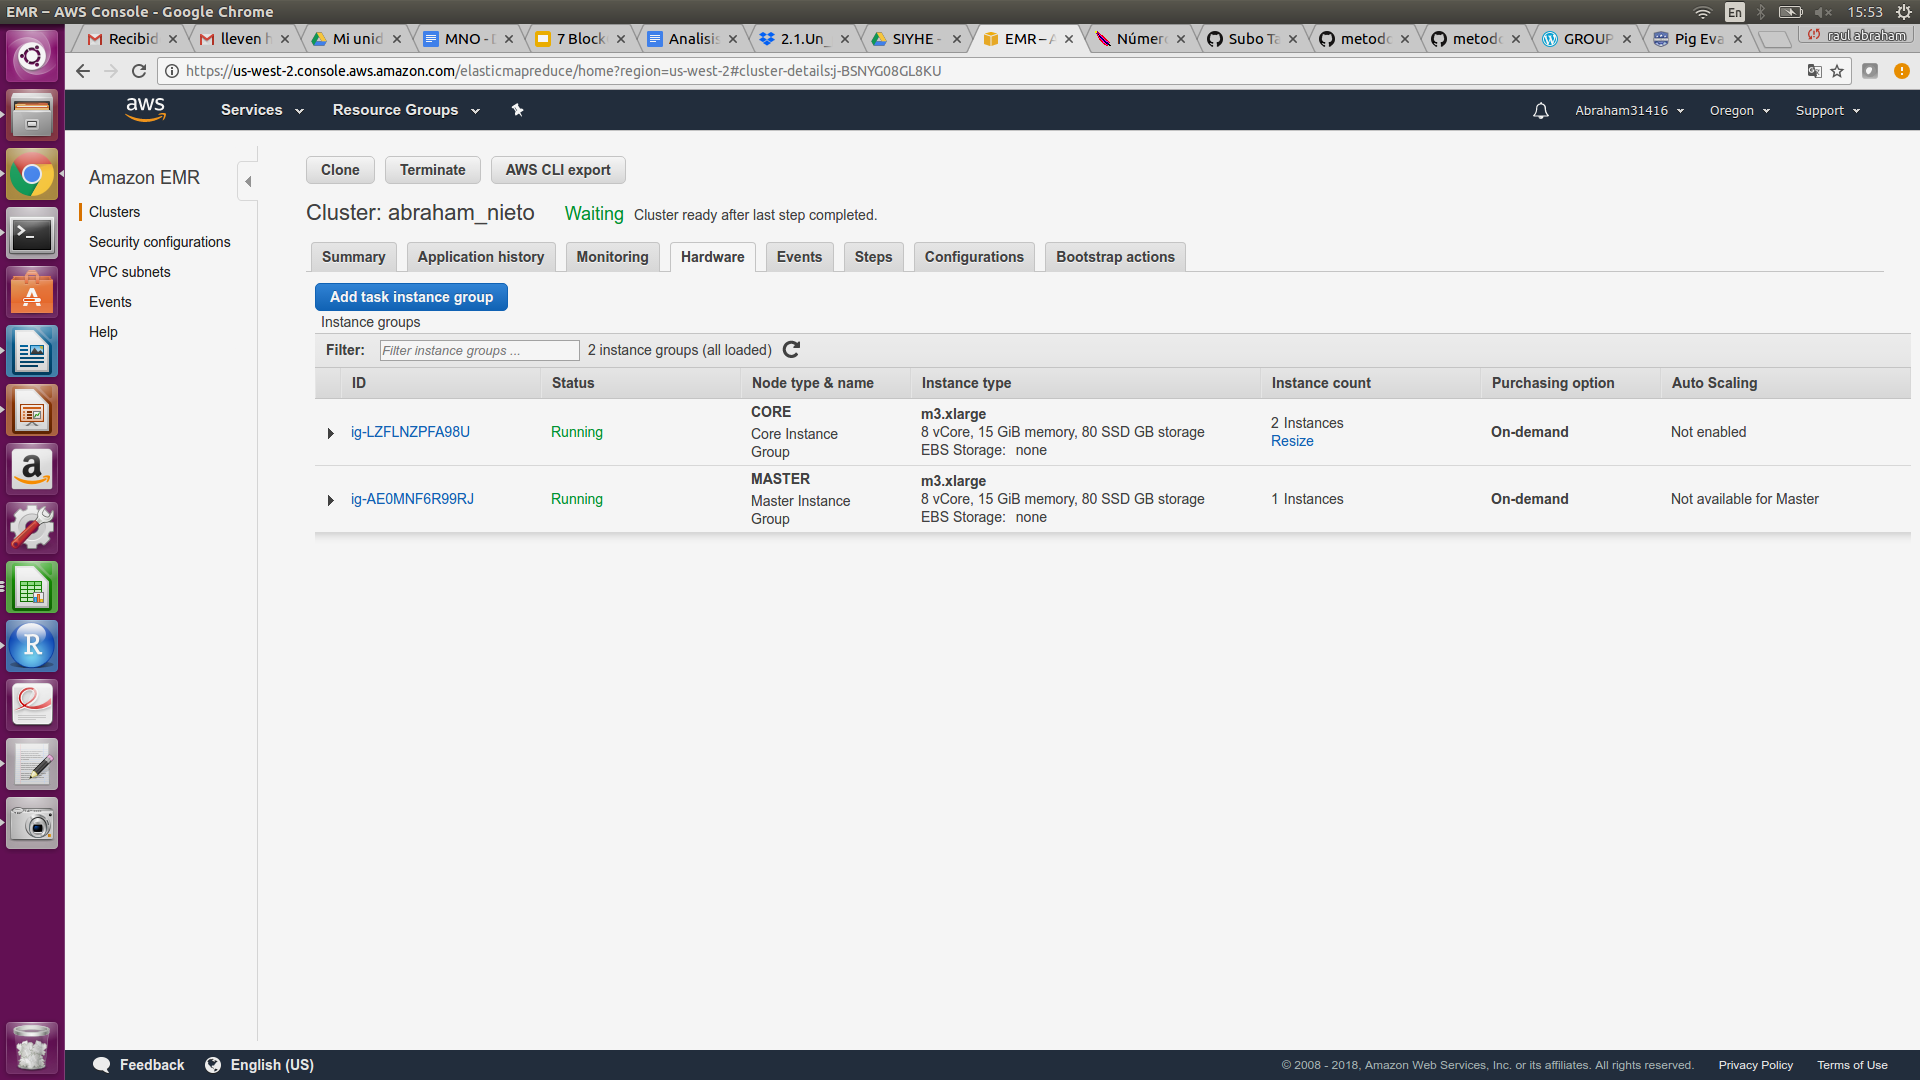 EMR – AWS Console - Google Chrome
En
15:53
Recibid
lleven h
Mi unid
MNO - D
7 Block
Analisis
2.1.Un_
SIYHE -
EMR – A
Número
Subo Ta
metodo
metodo
GROUP
Pig Eva
raul abraham
https://us-west-2.console.aws.amazon.com/elasticmapreduce/home?region=us-west-2#cluster-details:j-BSNYG08GL8KU
aws
Services
Resource Groups
Abraham31416
Oregon
Support
Amazon EMR
Clusters
Security configurations
VPC subnets
Events
Help
Clone
Terminate
AWS CLI export
Cluster: abraham_nieto
Waiting
Cluster ready after last step completed.
Summary
Application history
Monitoring
Hardware
Events
Steps
Configurations
Bootstrap actions
Add task instance group
Instance groups
Filter:
Filter instance groups ...
2 instance groups (all loaded)
ID
Status
Node type & name
Instance type
Instance count
Purchasing option
Auto Scaling
ig-LZFLNZPFA98U
Running
CORE
Core Instance
Group
m3.xlarge
8 vCore, 15 GiB memory, 80 SSD GB storage
EBS Storage: none
2 Instances
Resize
On-demand
Not enabled
ig-AE0MNF6R99RJ
Running
MASTER
Master Instance
Group
m3.xlarge
8 vCore, 15 GiB memory, 80 SSD GB storage
EBS Storage: none
1 Instances
On-demand
Not available for Master
Feedback
English (US)
© 2008 - 2018, Amazon Web Services, Inc. or its affiliates. All rights reserved.
Privacy Policy
Terms of Use